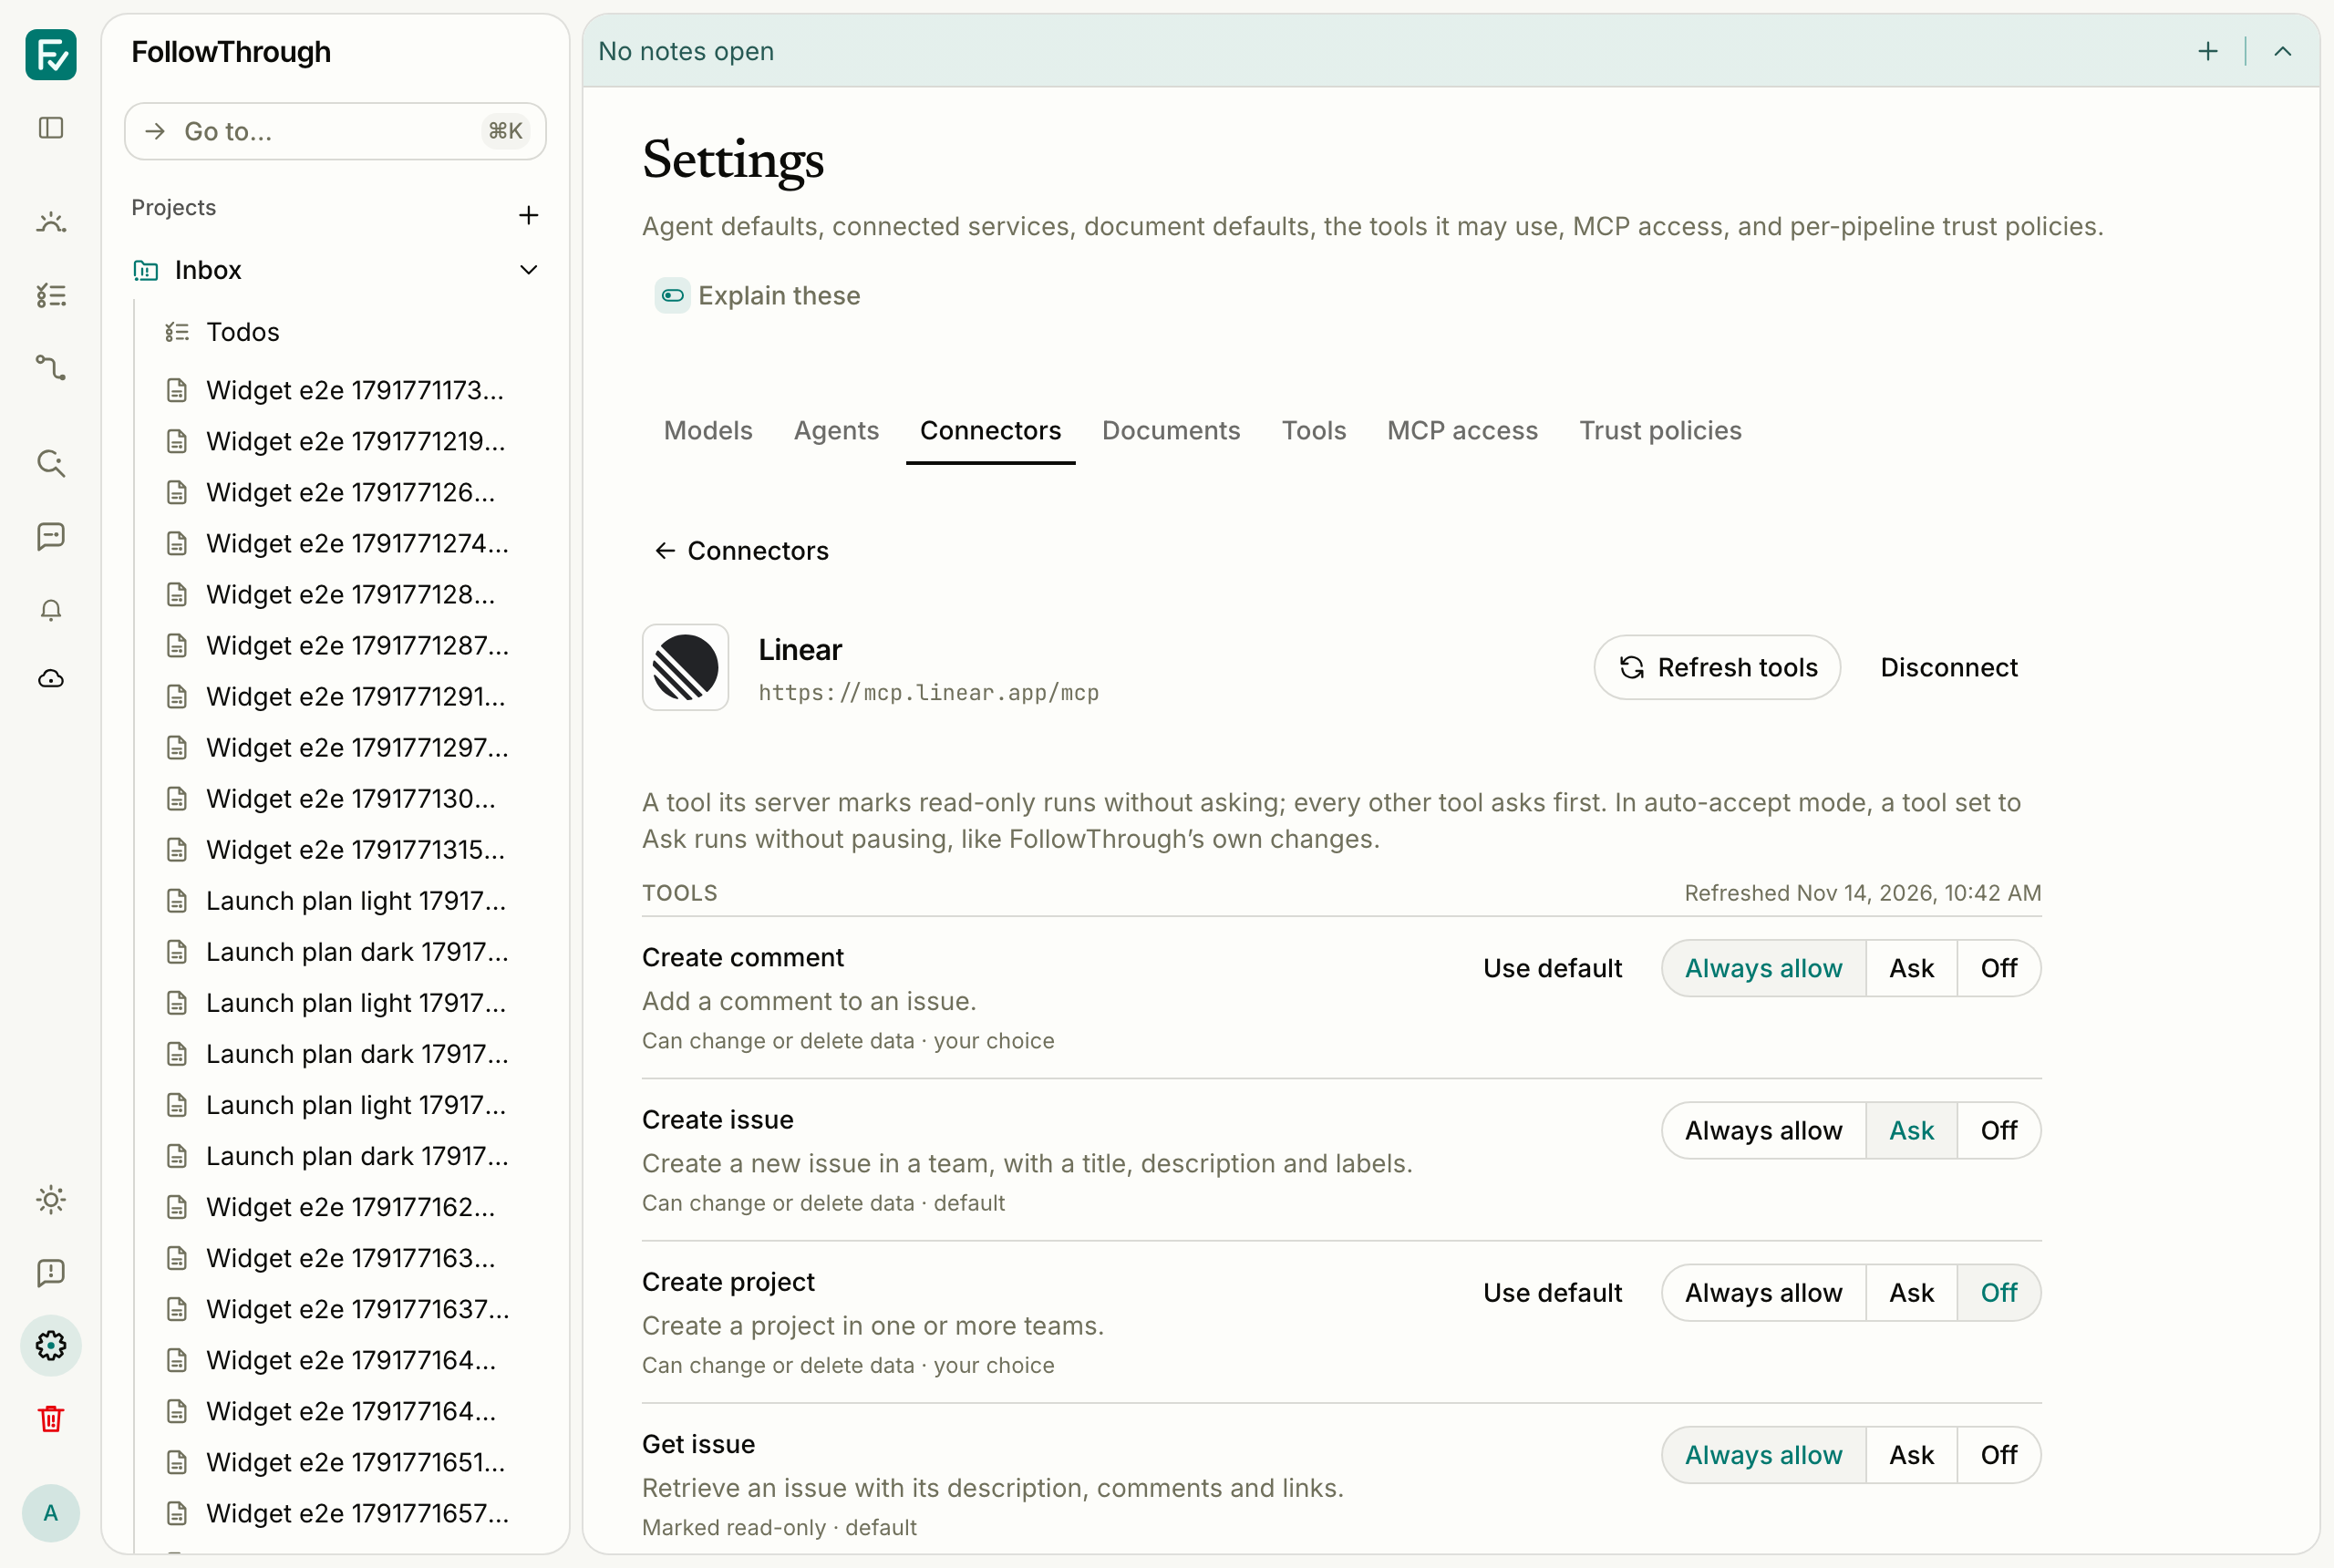 FollowThrough
Go to...
⌘K
Projects
Inbox
Todos
Widget e2e 1791771173...
Widget e2e 1791771219...
Widget e2e 179177126...
Widget e2e 1791771274...
Widget e2e 179177128...
Widget e2e 1791771287...
Widget e2e 1791771291...
Widget e2e 1791771297...
Widget e2e 179177130...
Widget e2e 1791771315...
Launch plan light 17917...
Launch plan dark 17917...
Launch plan light 17917...
Launch plan dark 17917...
Launch plan light 17917...
Launch plan dark 17917...
Widget e2e 179177162...
Widget e2e 179177163...
Widget e2e 1791771637...
Widget e2e 179177164...
Widget e2e 179177164...
Widget e2e 1791771651...
Widget e2e 1791771657...
A
No notes open
Settings
Agent defaults, connected services, document defaults, the tools it may use, MCP access, and per-pipeline trust policies.
Explain these
Models Agents Connectors Documents Tools MCP access Trust policies
← Connectors
Linear
https://mcp.linear.app/mcp
Refresh tools Disconnect
A tool its server marks read-only runs without asking; every other tool asks first. In auto-accept mode, a tool set to
Ask runs without pausing, like FollowThrough’s own changes.
TOOLS Refreshed Nov 14, 2026, 10:42 AM
Create comment
Use default Always allow Ask Off
Add a comment to an issue.
Can change or delete data · your choice
Create issue
Always allow Ask Off
Create a new issue in a team, with a title, description and labels.
Can change or delete data · default
Create project
Use default Always allow Ask Off
Create a project in one or more teams.
Can change or delete data · your choice
Get issue
Always allow Ask Off
Retrieve an issue with its description, comments and links.
Marked read-only · default